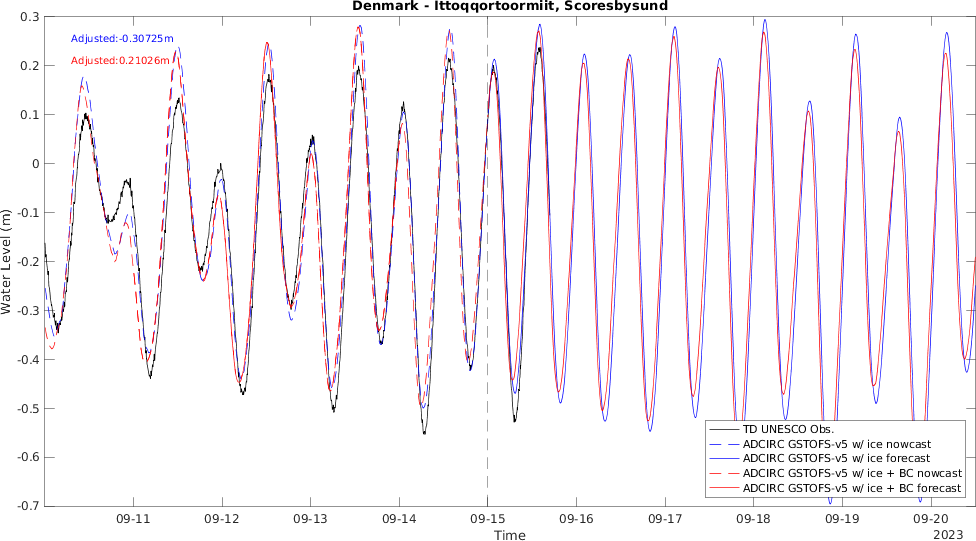 Denmark - Ittoqqortoormiit, Scoresbysund
Adjusted:-0.30725m
Adjusted:0.21026m
0.3
0.2
0.1
0
-0.1
-0.2
-0.3
-0.4
-0.5
-0.6
-0.7
Water Level (m)
TD UNESCO Obs.
ADCIRC GSTOFS-v5 w/ ice nowcast
ADCIRC GSTOFS-v5 w/ ice forecast
ADCIRC GSTOFS-v5 w/ ice + BC nowcast
ADCIRC GSTOFS-v5 w/ ice + BC forecast
09-11 09-12 09-13 09-14 09-15 09-16 09-17 09-18 09-19 09-20
Time
2023